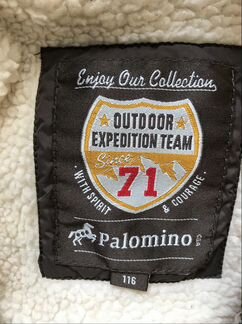 Enjoy Our Collection
OUTDOOR
EXPEDITION TEAM
Since
71
· WITH SPIRIT & COURAGE ·
Palomino
C&A
116